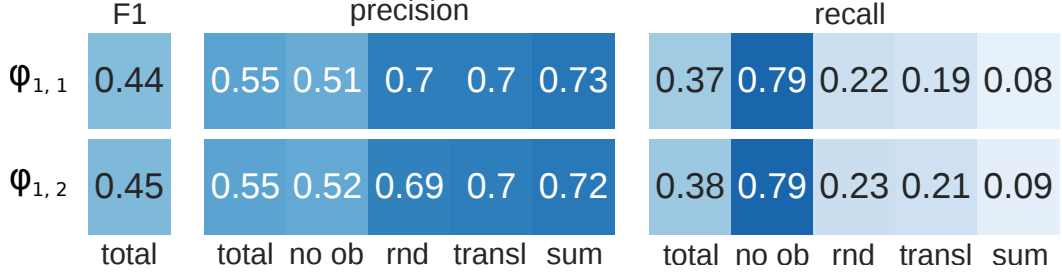 F1 precision recall
φ1, 1 0.44 0.55 0.51 0.7 0.7 0.73 0.37 0.79 0.22 0.19 0.08
φ1, 2 0.45 0.55 0.52 0.69 0.7 0.72 0.38 0.79 0.23 0.21 0.09
total total no ob rnd transl sum total no ob rnd transl sum